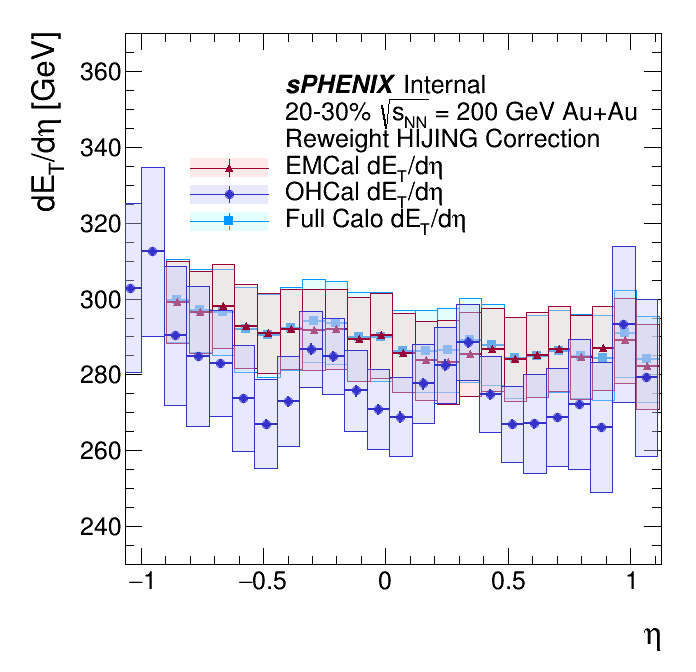 dE_T/dη [GeV]
360
340
320
300
280
260
240
sPHENIX Internal
20-30% √s_NN = 200 GeV Au+Au
Reweight HIJING Correction
EMCal dE_T/dη
OHCal dE_T/dη
Full Calo dE_T/dη
−1 −0.5 0 0.5 1
η